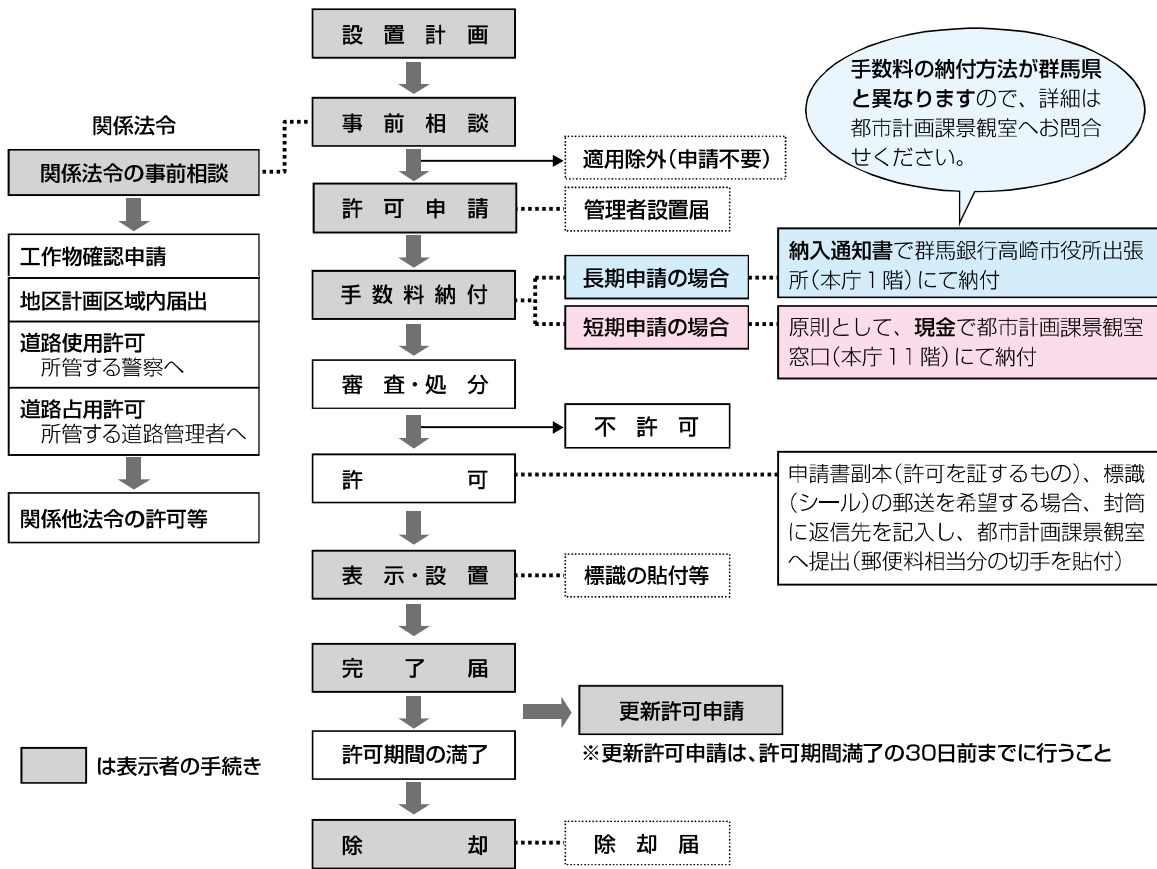 設置計画
手数料の納付方法が群馬県
と異なりますので、詳細は
都市計画課景観室へお問合
せください。
関係法令
事前相談
関係法令の事前相談
適用除外(申請不要)
許可申請
管理者設置届
工作物確認申請
地区計画区域内届出
道路使用許可
所管する警察へ
道路占用許可
所管する道路管理者へ
関係他法令の許可等
手数料納付
長期申請の場合
納入通知書で群馬銀行高崎市役所出張
所(本庁1階)にて納付
短期申請の場合
原則として、現金で都市計画課景観室
窓口(本庁11階)にて納付
審査・処分
不許可
許可
申請書副本(許可を証するもの)、標識
(シール)の郵送を希望する場合、封筒
に返信先を記入し、都市計画課景観室
へ提出(郵便料相当分の切手を貼付)
表示・設置
標識の貼付等
完了届
更新許可申請
※更新許可申請は、許可期間満了の30日前までに行うこと
許可期間の満了
は表示者の手続き
除却
除却届